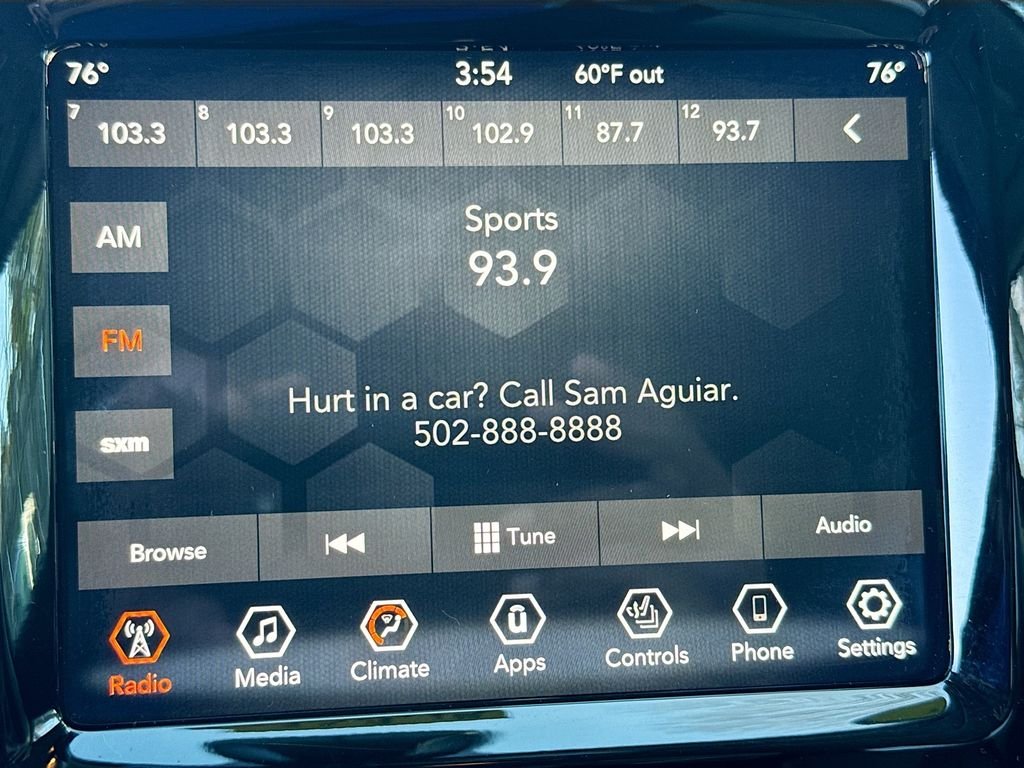 76° 3:54 60°F out 76°
7 103.3 8 103.3 9 103.3 10 102.9 11 87.7 12 93.7
AM
Sports
93.9
FM
Hurt in a car? Call Sam Aguiar.
502-888-8888
sxm
Browse Tune Audio
Radio Media Climate Apps Controls Phone Settings